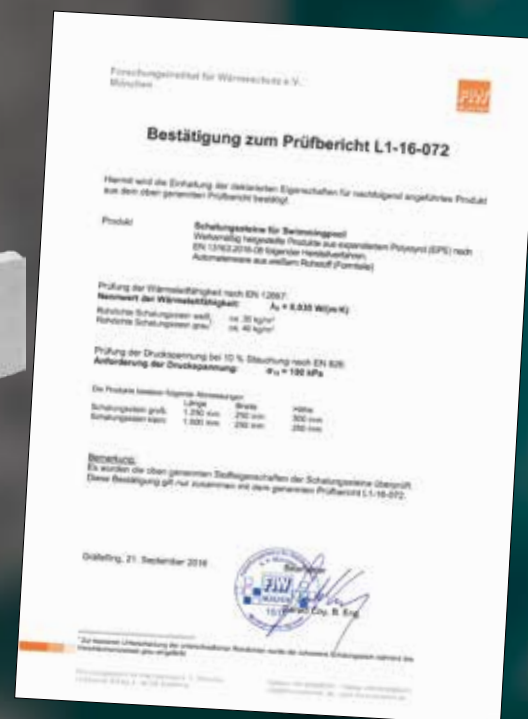 Forschungsinstitut für Wärmeschutz e.V.
München
FIW
Bestätigung zum Prüfbericht L1-16-072
Hiermit wird die Einhaltung der deklarierten Eigenschaften für nachfolgend angeführtes Produkt
aus dem oben genannten Prüfbericht bestätigt.
Produkt Schalungssteine für Swimmingpool
Werkmäßig hergestellte Produkte aus expandiertem Polystyrol (EPS) nach
EN 13163:2016-08 folgender Herstellverfahren:
Automatenware aus weißem Rohstoff (Formteile)
Prüfung der Wärmeleitfähigkeit nach EN 12667:
Nennwert der Wärmeleitfähigkeit: = 0,035 W/(m·K)
Rohdichte Schalungsstein weiß: ca. 30 kg/m³
Rohdichte Schalungsstein grau: ca. 40 kg/m³
Prüfung der Druckspannung bei 10 % Stauchung nach EN 826:
Anforderung der Druckspannung: σ₁₀ = 100 kPa
Die Produkte besitzen folgende Abmessungen:
Länge Breite Höhe
Schalungsstein groß: 1.250 mm 250 mm 300 mm
Schalungsstein klein: 1.000 mm 250 mm 250 mm
Bemerkung:
Es wurden die oben genannten Stoffeigenschaften der Schalungssteine überprüft.
Diese Bestätigung gilt nur zusammen mit dem genannten Prüfbericht L1-16-072.
Gräfelfing, 21. September 2016
FIW
Coy, B. Eng.